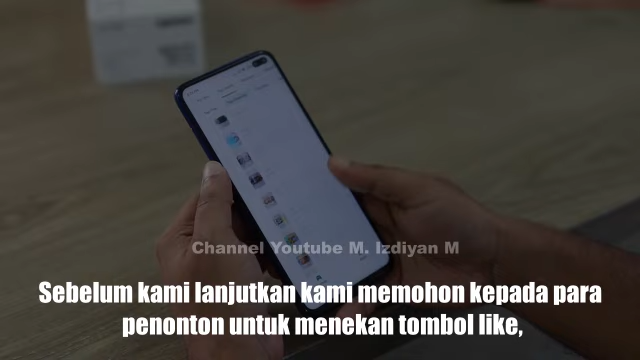 Channel Youtube M. Izdiyan M
Sebelum kami lanjutkan kami memohon kepada para
penonton untuk menekan tombol like,